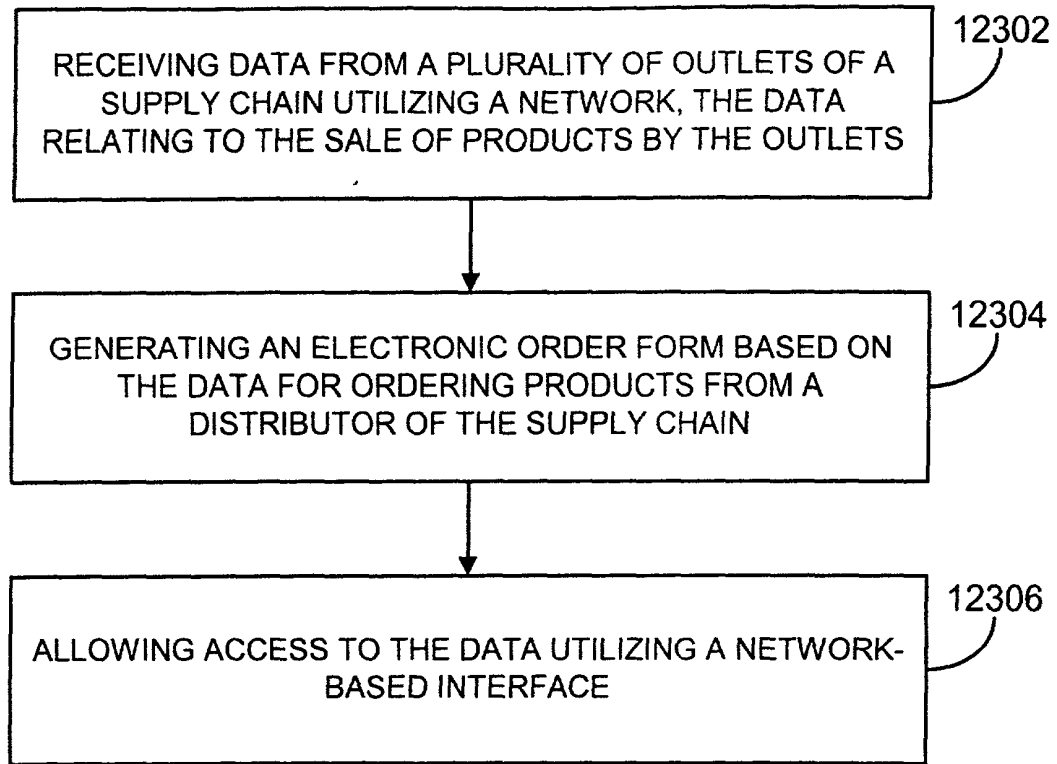 12302
RECEIVING DATA FROM A PLURALITY OF OUTLETS OF A
SUPPLY CHAIN UTILIZING A NETWORK, THE DATA
RELATING TO THE SALE OF PRODUCTS BY THE OUTLETS
12304
GENERATING AN ELECTRONIC ORDER FORM BASED ON
THE DATA FOR ORDERING PRODUCTS FROM A
DISTRIBUTOR OF THE SUPPLY CHAIN
12306
ALLOWING ACCESS TO THE DATA UTILIZING A NETWORK-
BASED INTERFACE